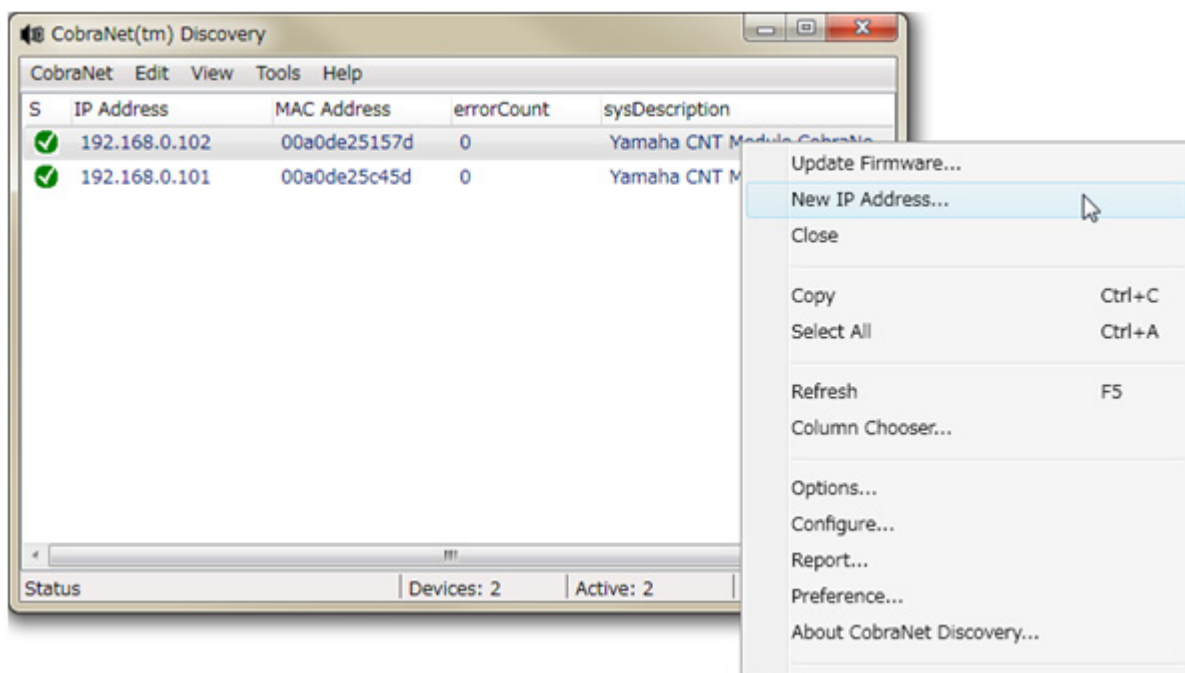 CobraNet(tm) Discovery
CobraNet Edit View Tools Help
S IP Address MAC Address errorCount sysDescription
192.168.0.102 00a0de25157d 0 Yamaha CNT Module CobraNe
192.168.0.101 00a0de25c45d 0 Yamaha CNT M
Status Devices: 2 Active: 2
Update Firmware...
New IP Address...
Close
Copy Ctrl+C
Select All Ctrl+A
Refresh F5
Column Chooser...
Options...
Configure...
Report...
Preference...
About CobraNet Discovery...